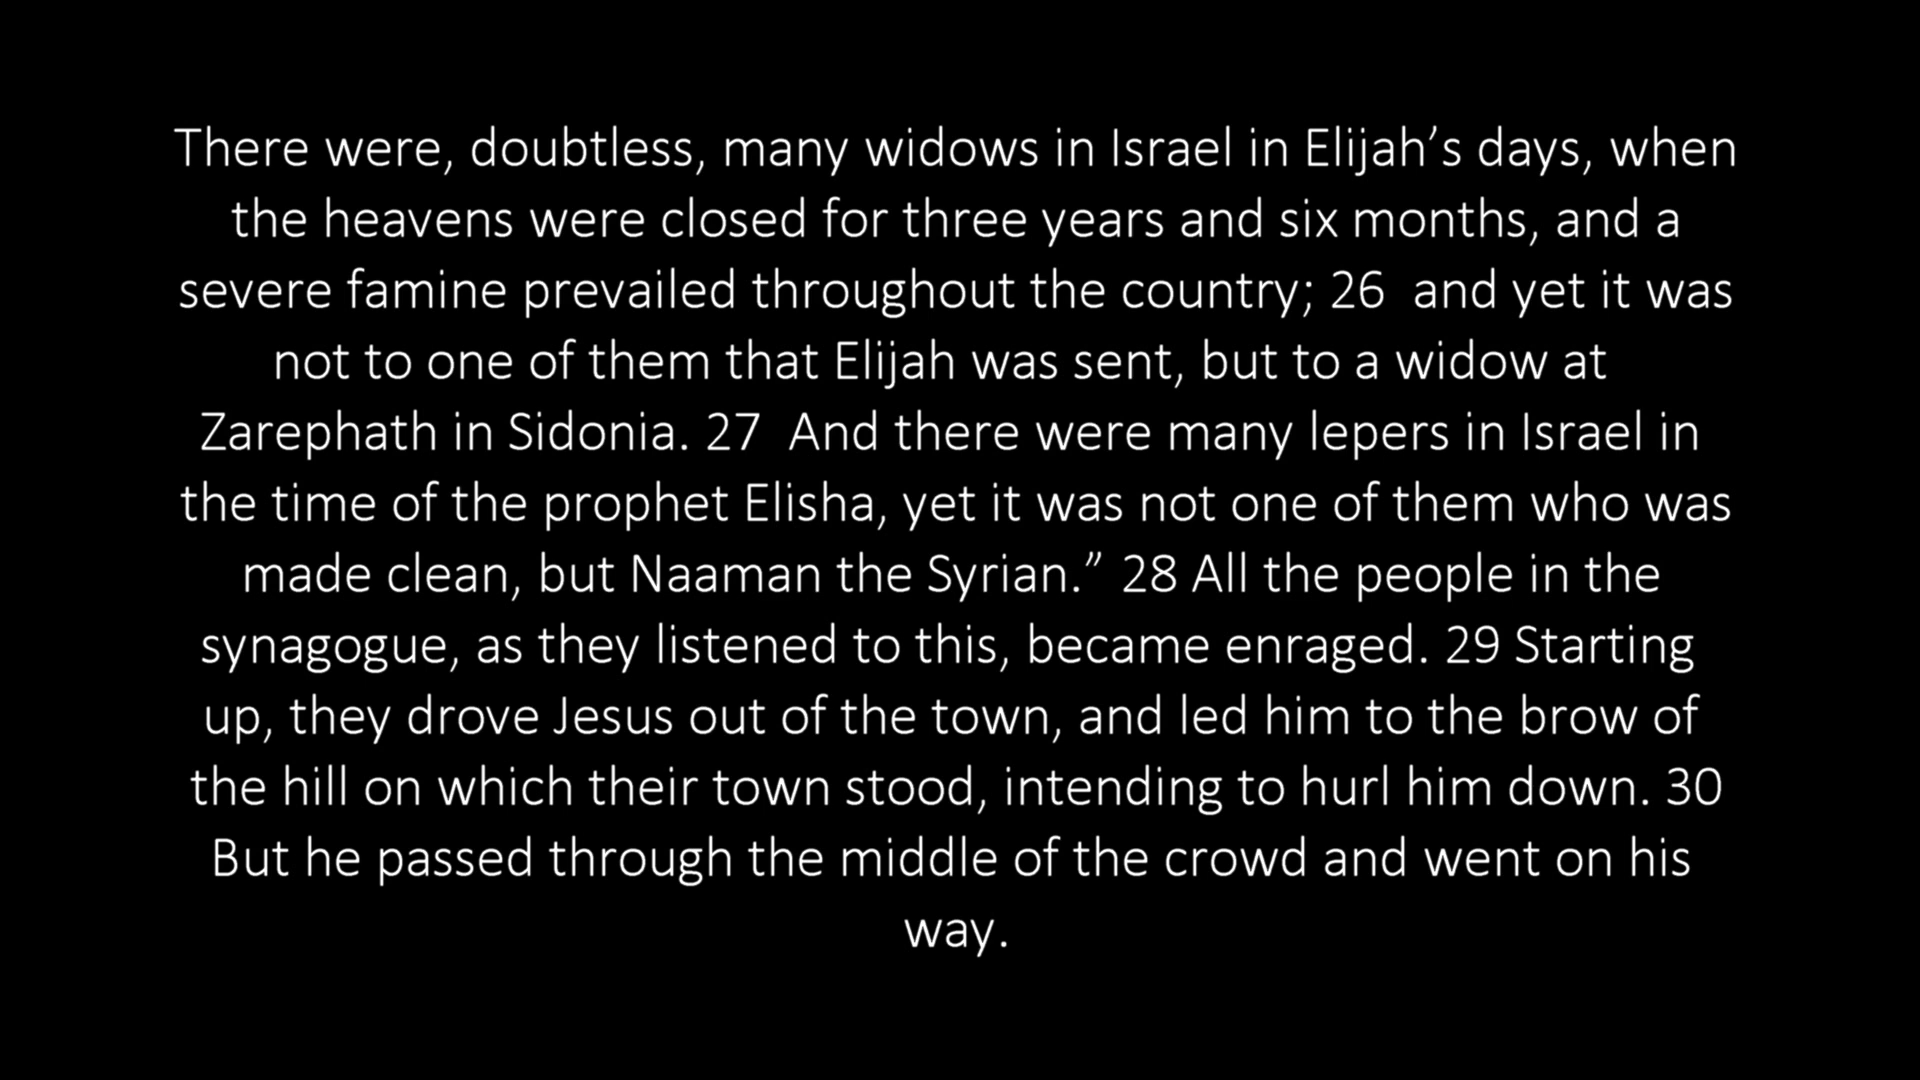 There were, doubtless, many widows in Israel in Elijah’s days, when
the heavens were closed for three years and six months, and a
severe famine prevailed throughout the country; 26  and yet it was
not to one of them that Elijah was sent, but to a widow at
Zarephath in Sidonia. 27  And there were many lepers in Israel in
the time of the prophet Elisha, yet it was not one of them who was
made clean, but Naaman the Syrian.” 28 All the people in the
synagogue, as they listened to this, became enraged. 29 Starting
up, they drove Jesus out of the town, and led him to the brow of
the hill on which their town stood, intending to hurl him down. 30
But he passed through the middle of the crowd and went on his
way.